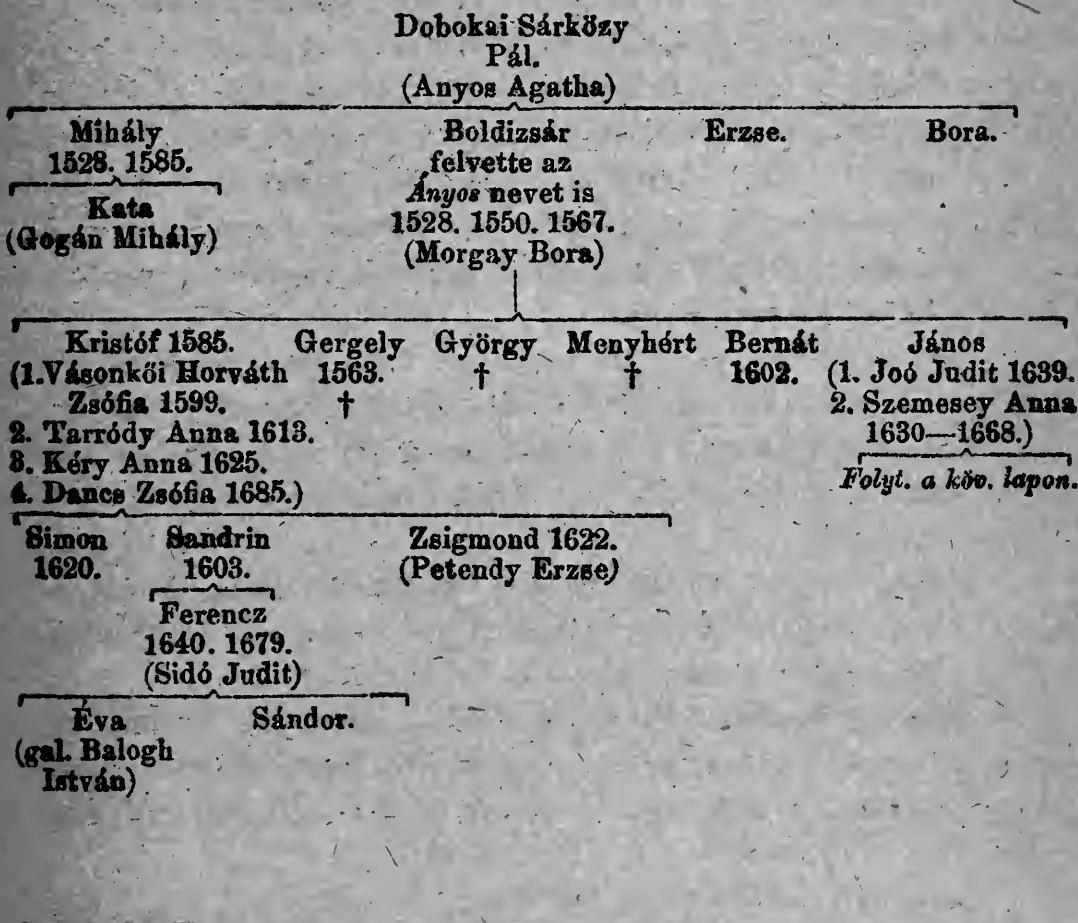 Dobokai Sárközy
Pál.
(Anyos Agatha)
Mihály Boldizsár Erzse. Bora.
1528. 1585. felvette az
Kata Ányos nevet is
(Gogán Mihály) 1528. 1550. 1567.
(Morgay Bora)
Kristóf 1585. Gergely György Menyhért Bernát János
(1. Vásonkői Horváth 1563. † † 1602. (1. Joó Judit 1639.
Zsófia 1599. † 2. Szemesey Anna
2. Tarródy Anna 1613. 1630—1668.)
3. Kéry Anna 1625. Folyt. a köv. lapon.
4. Dancs Zsófia 1685.)
Simon Sandrin Zsigmond 1622.
1620. 1603. (Petendy Erzse)
Ferencz
1640. 1679.
(Sidó Judit)
Éva Sándor.
(gal. Balogh
István)